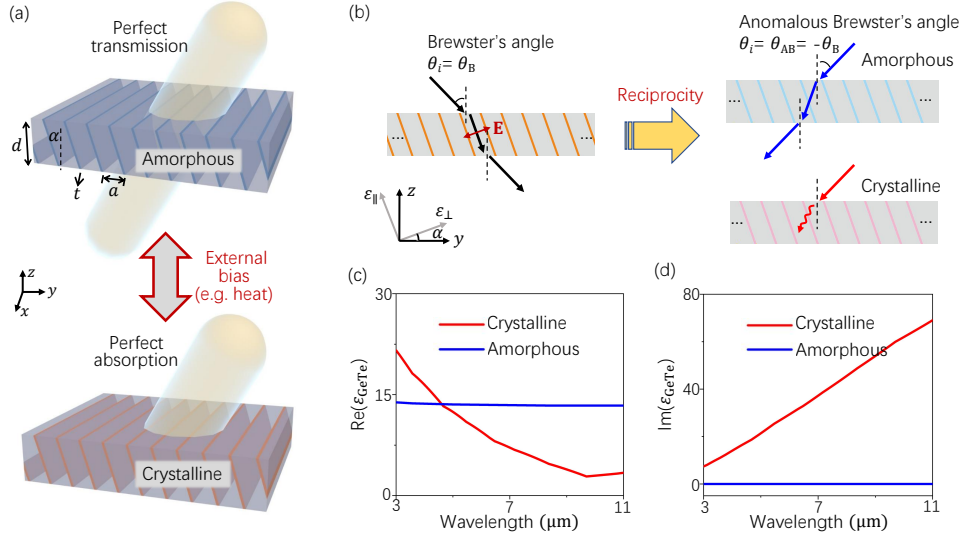 (a)
Perfect
transmission
d
α
Amorphous
t
a
External
bias
(e.g. heat)
z
y
x
Perfect
absorption
Crystalline
(b)
Brewster's angle
θi= θB
... E ...
ε∥
z
ε⊥
α
y
Reciprocity
Anomalous Brewster's angle
θi= θAB= -θB
Amorphous
... ...
Crystalline
... ...
(c)
30
15
0
Re(εGeTe)
Crystalline
Amorphous
3 7 11
Wavelength (μm)
(d)
80
40
0
Im(εGeTe)
Crystalline
Amorphous
3 7 11
Wavelength (μm)